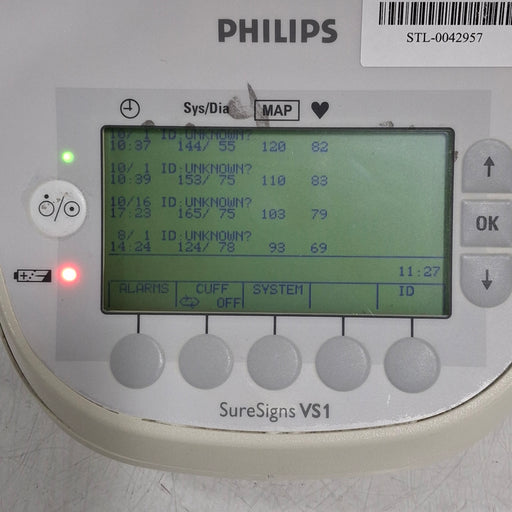 PHILIPS
STL-0042957
Sys/Dia MAP
10/ 1 ID:UNKNOWN?
10:37 144/ 55 120 82
10/ 1 ID:UNKNOWN?
10:39 153/ 75 110 83
10/16 ID:UNKNOWN?
17:23 165/ 75 103 79
8/ 1 ID:UNKNOWN?
14:24 124/ 78 93 69
11:27
ALARMS CUFF SYSTEM ID
OFF
OK
SureSigns VS1